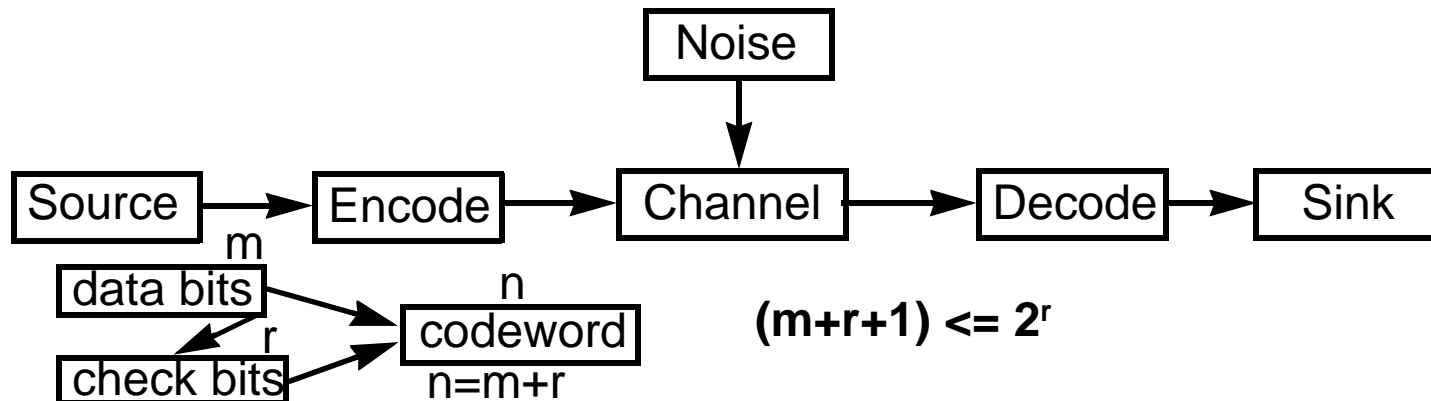 Noise
Source Encode Channel Decode Sink
m
data bits
n
codeword
(m+r+1) <= 2ʳ
r
check bits
n=m+r